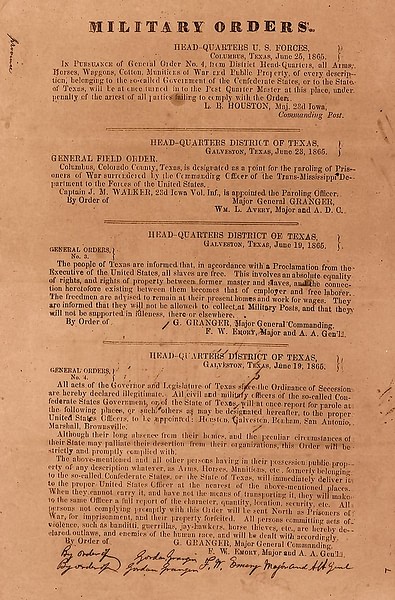 MILITARY ORDERS.
HEAD-QUARTERS U. S. FORCES,
COLUMBUS, TEXAS, June 25, 1865.
IN PURSUANCE of General Order No. 4, from District Head-Quarters, all Arms,
Horses, Waggons, Cotton, Munitions of War and Public Property, of every descrip-
tion, belonging to the so-called Government of the Confederate States, or to the State
of Texas, will be at once turned in to the Post Quarter Master at this place, under
penalty of the arrest of all parties failing to comply with the Order.
L. B. HOUSTON, Maj. 23d Iowa,
Commanding Post.
HEAD-QUARTERS DISTRICT OF TEXAS,
GALVESTON, TEXAS, June 23, 1865.
GENERAL FIELD ORDER.
Columbus, Colorado County, Texas, is designated as a point for the paroling of Pris-
oners of War surrendered by the Commanding Officer of the Trans-Mississippi De-
partment to the Forces of the United States.
Captain J. M. WALKER, 23d Iowa Vol. Inf., is appointed the Paroling Officer.
By Order of Major General GRANGER,
WM. L. AVERY, Major and A. D. C.
HEAD-QUARTERS DISTRICT OF TEXAS,
GALVESTON, TEXAS, June 19, 1865.
GENERAL ORDERS,
No. 3.
The people of Texas are informed that, in accordance with a Proclamation from the
Executive of the United States, all slaves are free. This involves an absolute equality
of rights, and rights of property between former master and slaves, and the connec-
tion heretofore existing between them becomes that of employer and free laborer.
The freedmen are advised to remain at their present homes and work for wages. They
are informed that they will not be allowed to collect at Military Posts, and that they
will not be supported in idleness, there or elsewhere.
By Order of G. GRANGER, Major General Commanding.
F. W. EMORY, Major and A. A. Gen'l.
HEAD-QUARTERS DISTRICT OF TEXAS,
GALVESTON, TEXAS, June 19, 1865.
GENERAL ORDERS,
No. 4.
All acts of the Governor and Legislature of Texas since the Ordinance of Secession
are hereby declared illegitimate. All civil and military officers of the so-called Con-
federate States Government, or of the State of Texas, will at once report for parole at
the following places, or such others as may be designated hereafter, to the proper
United States Officers, to be appointed: Houston, Galveston, Bonham, San Antonio,
Marshall, Brownsville.
Although their long absence from their homes, and the peculiar circumstances of
their State may palliate their desertion from their organizations, this Order will be
strictly and promptly complied with.
The above-mentioned and all other persons having in their possession public prop-
erty of any description whatever, as Arms, Horses, Munitions, etc. formerly belonging
to the so-called Confederate States, or the State of Texas, will immediately deliver it
to the proper United States Officer at the nearest of the above-mentioned places.
When they cannot carry it, and have not the means of transporting it, they will make
to the same Officer a full report of the character, quantity, location, security, etc. All
persons not complying promptly with this Order will be sent North as Prisoners of
War, for imprisonment, and their property forfeited. All persons committing acts of
violence, such as banditti, guerrillas, jay-hawkers, horse thieves, etc., are hereby de-
clared outlaws, and enemies of the human race, and will be dealt with accordingly.
By Order of G. GRANGER, Major General Commanding.
F. W. EMORY, Major and A. A. Gen'l.
By order of Gordon Granger
By order of Gordon Granger F. W. Emery Major and AA Genl